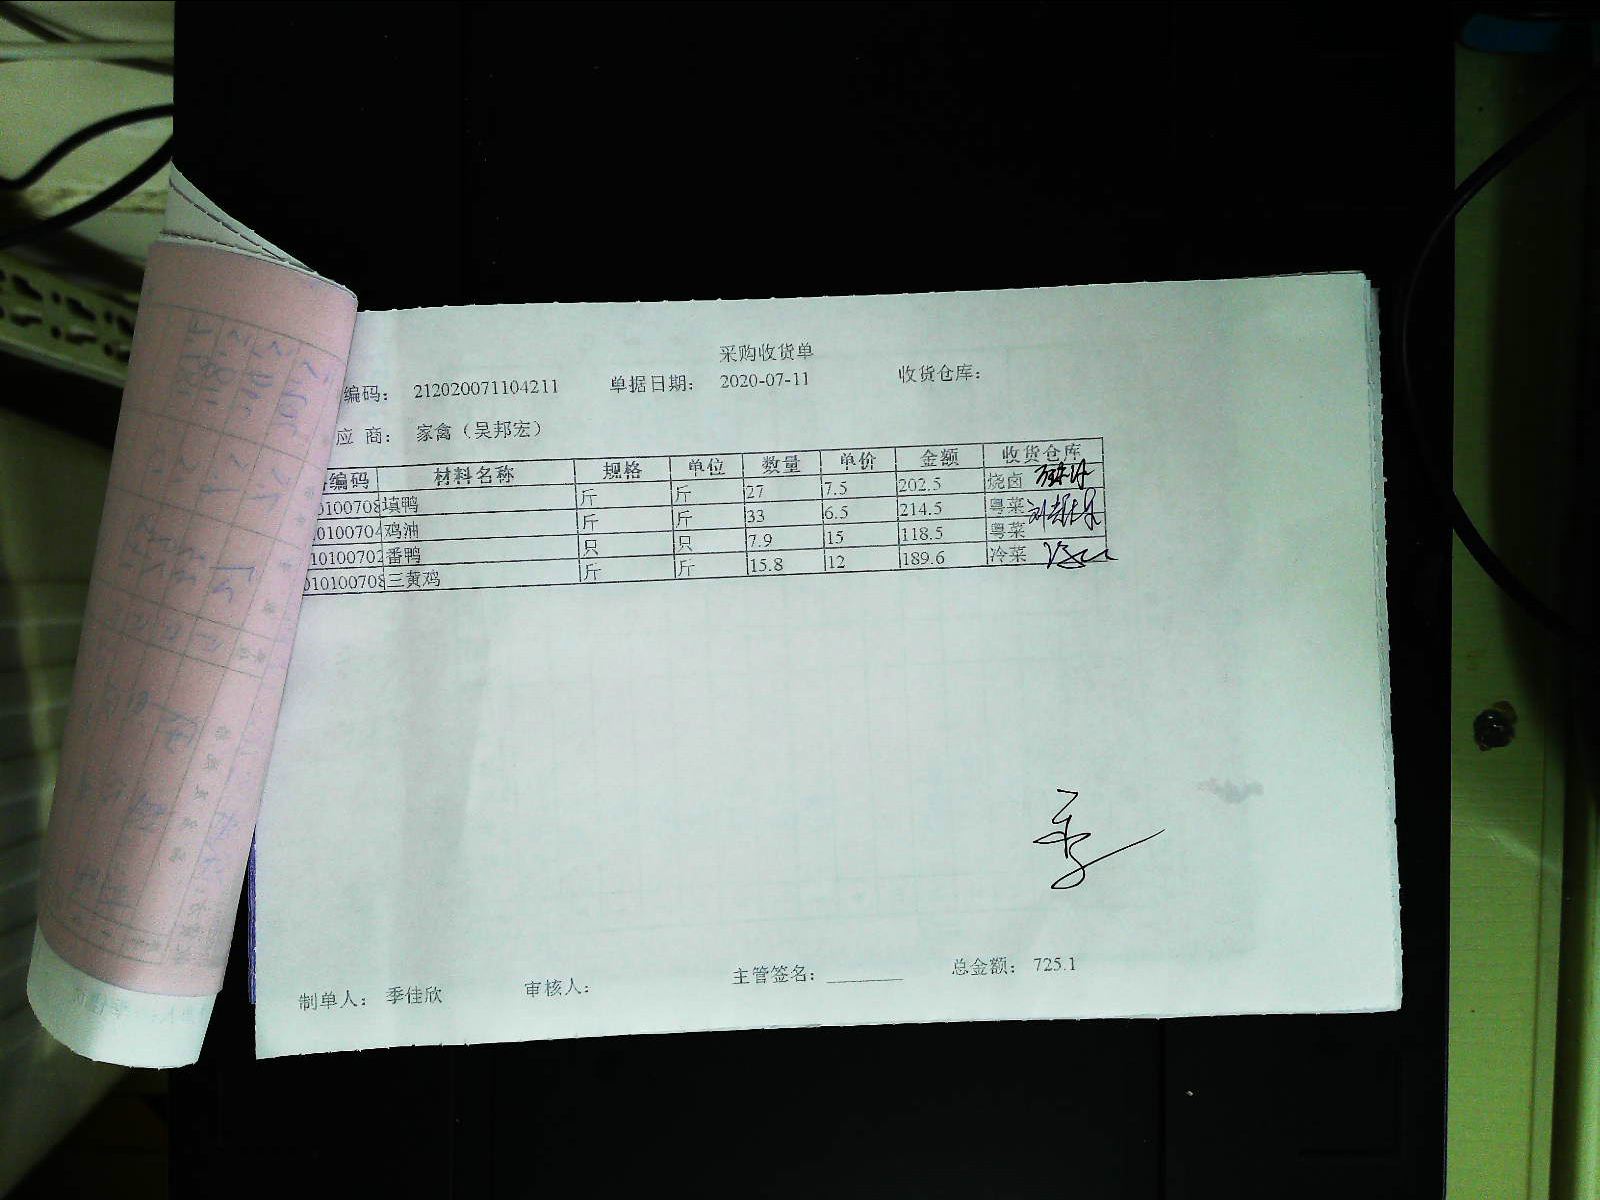 采购收货单
编码： 212020071104211 单据日期： 2020-07-11 收货仓库：
应 商： 家禽（吴邦宏）
编码 材料名称 规格 单位 数量 单价 金额 收货仓库
0100708 填鸭 斤 斤 27 7.5 202.5 烧卤
0100704 鸡油 斤 斤 33 6.5 214.5 粤菜
10100702 番鸭 只 只 7.9 15 118.5 粤菜
010100708 三黄鸡 斤 斤 15.8 12 189.6 冷菜
制单人： 季佳欣 审核人： 主管签名： 总金额： 725.1